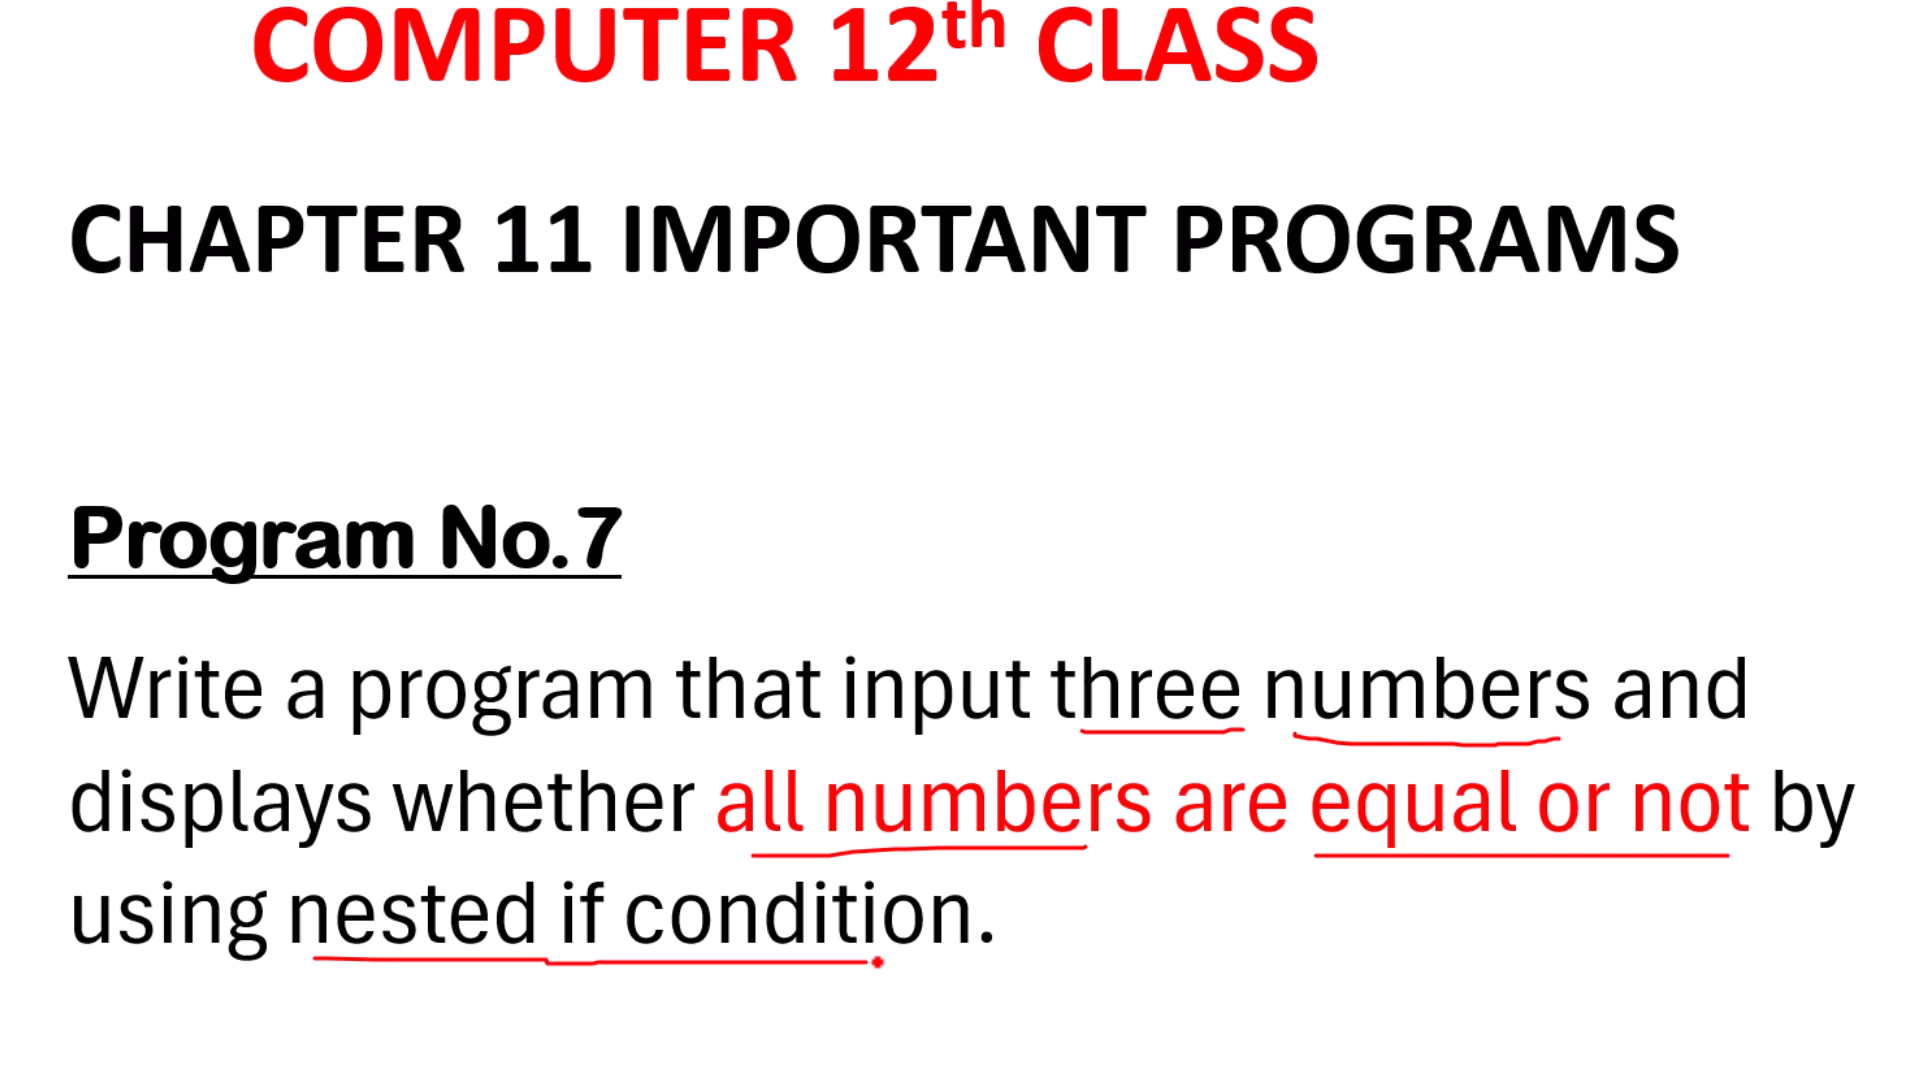 COMPUTER 12th CLASS
CHAPTER 11 IMPORTANT PROGRAMS
Program No.7
Write a program that input three numbers and
displays whether all numbers are equal or not by
using nested if condition.